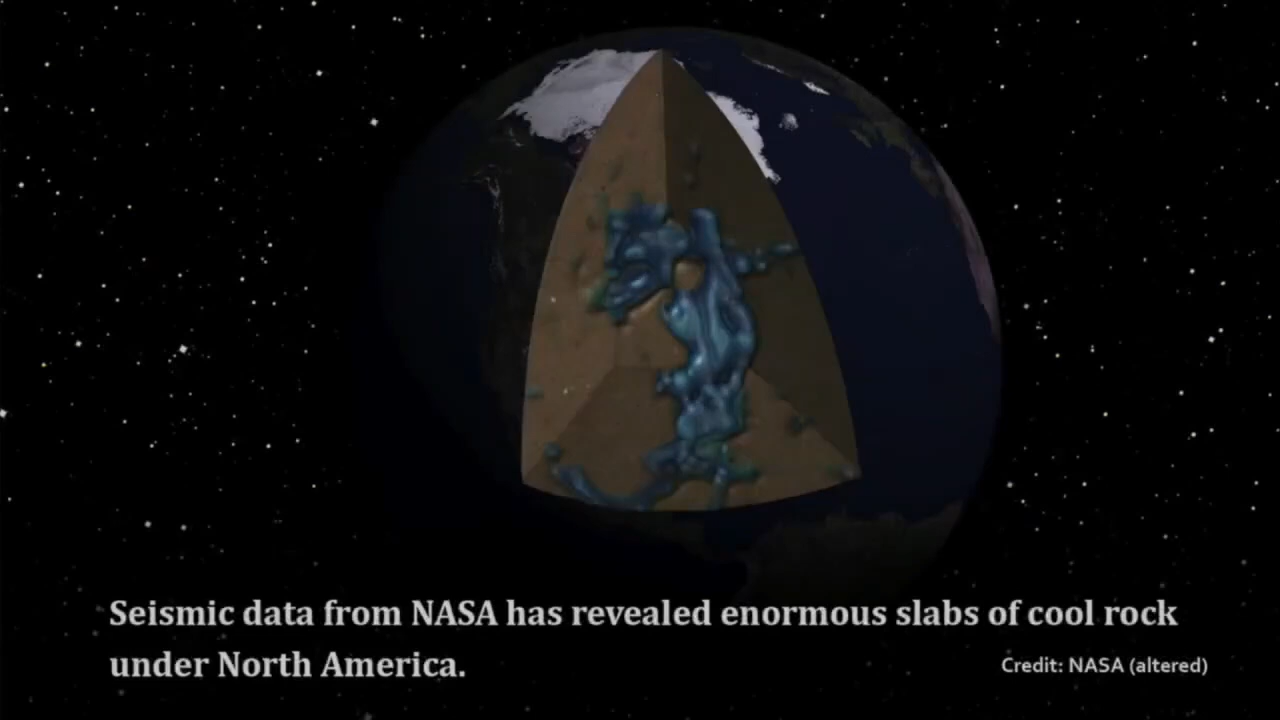 Seismic data from NASA has revealed enormous slabs of cool rock
under North America.
Credit: NASA (altered)